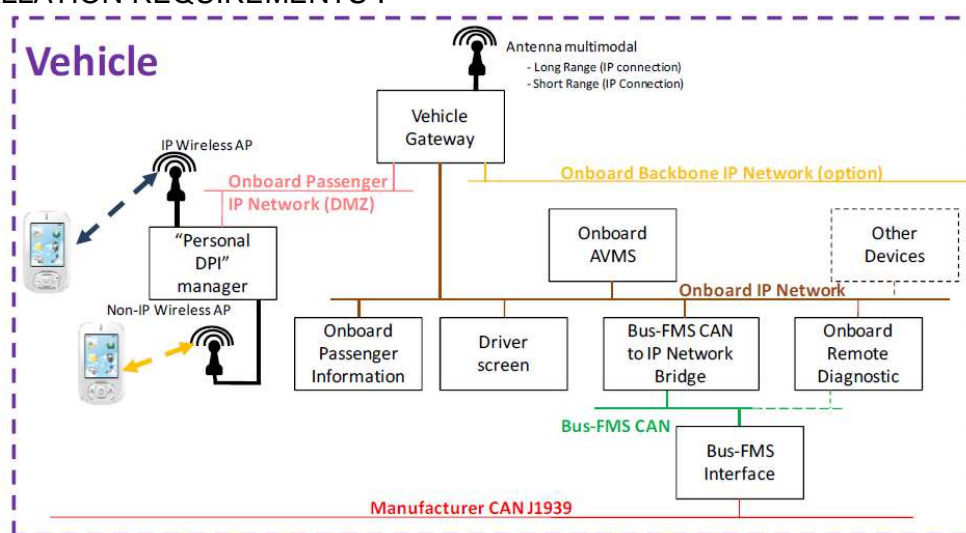 LLATION REQUIREMENTS ?
Vehicle
Antenna multimodal
- Long Range (IP connection)
- Short Range (IP Connection)
Vehicle
Gateway
IP Wireless AP
Onboard Passenger
IP Network (DMZ)
Onboard Backbone IP Network (option)
"Personal
DPI"
manager
Onboard
AVMS
Other
Devices
Onboard IP Network
Non-IP Wireless AP
Onboard
Passenger
Information
Driver
screen
Bus-FMS CAN
to IP Network
Bridge
Onboard
Remote
Diagnostic
Bus-FMS CAN
Bus-FMS
Interface
Manufacturer CAN J1939